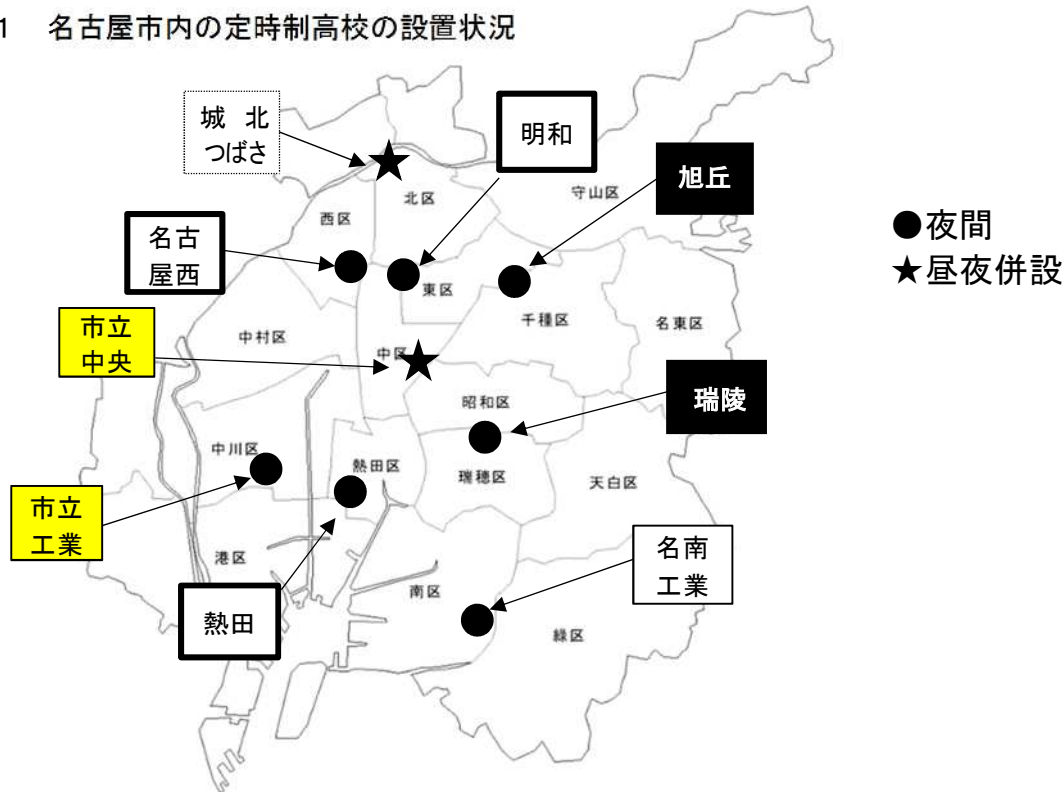 1 名古屋市内の定時制高校の設置状況
城 北
つばさ
明和
旭丘
守山区
北区
西区
●夜間
★昼夜併設
名古
屋西
東区
千種区
名東区
市立
中央
中村区
中区
昭和区
瑞陵
中川区
熱田区
瑞穂区
天白区
市立
工業
港区
南区
名南
工業
熱田
緑区